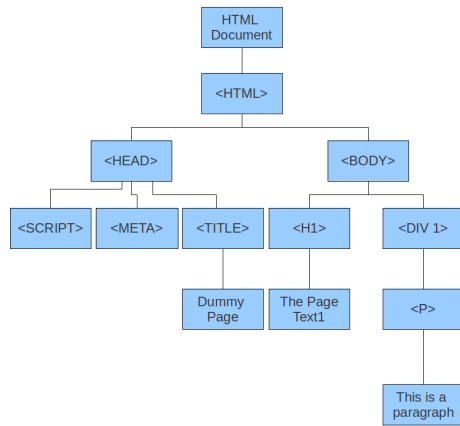 HTML
Document
<HTML>
<HEAD>
<BODY>
<SCRIPT>
<META>
<TITLE>
<H1>
<DIV 1>
Dummy
Page
The Page
Text1
<P>
This is a
paragraph